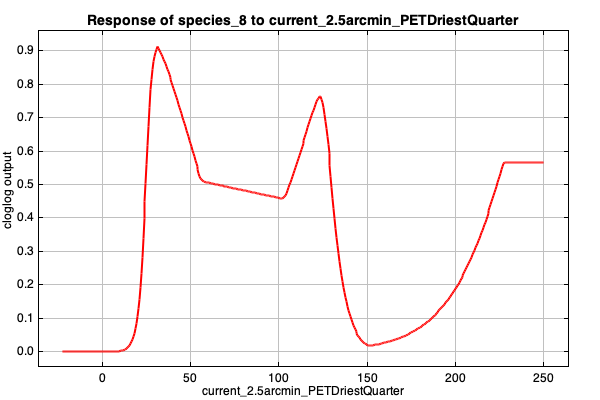 Response of species_8 to current_2.5arcmin_PETDriestQuarter
cloglog output
0.9
0.8
0.7
0.6
0.5
0.4
0.3
0.2
0.1
0.0
0 50 100 150 200 250
current_2.5arcmin_PETDriestQuarter